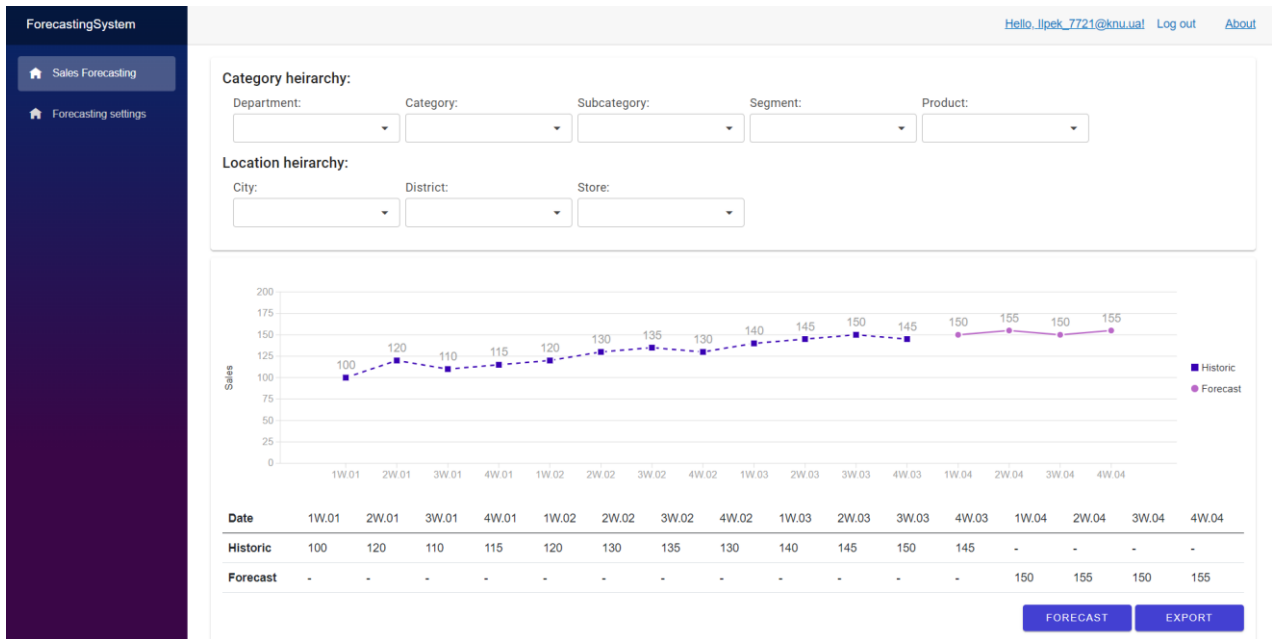 ForecastingSystem
Hello, Ilpek_7721@knu.ua! Log out About
Sales Forecasting
Forecasting settings
Category heirarchy:
Department: Category: Subcategory: Segment: Product:
Location heirarchy:
City: District: Store:
200
175
150
125
100
75
50
25
0
Sales
100 120 110 115 120 130 135 130 140 145 150 145 150 155 150 155
Historic
Forecast
1W.01 2W.01 3W.01 4W.01 1W.02 2W.02 3W.02 4W.02 1W.03 2W.03 3W.03 4W.03 1W.04 2W.04 3W.04 4W.04
Date 1W.01 2W.01 3W.01 4W.01 1W.02 2W.02 3W.02 4W.02 1W.03 2W.03 3W.03 4W.03 1W.04 2W.04 3W.04 4W.04
Historic 100 120 110 115 120 130 135 130 140 145 150 145 - - - -
Forecast - - - - - - - - - - - - 150 155 150 155
FORECAST EXPORT